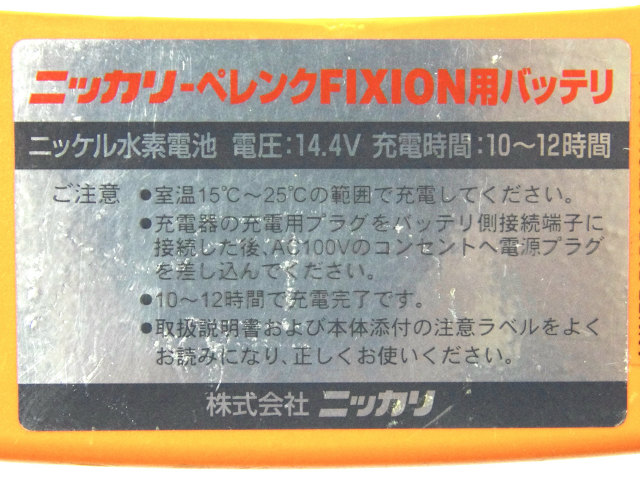 ニッカリ-ペレンクFIXION用バッテリ
ニッケル水素電池 電圧:14.4V 充電時間:10〜12時間
ご注意 ●室温15℃〜25℃の範囲で充電してください。
●充電器の充電用プラグをバッテリ側接続端子に
接続した後、AC100Vのコンセントへ電源プラグ
を差し込んでください。
●10〜12時間で充電完了です。
●取扱説明書および本体添付の注意ラベルをよく
お読みになり、正しくお使いください。
株式会社 ニッカリ